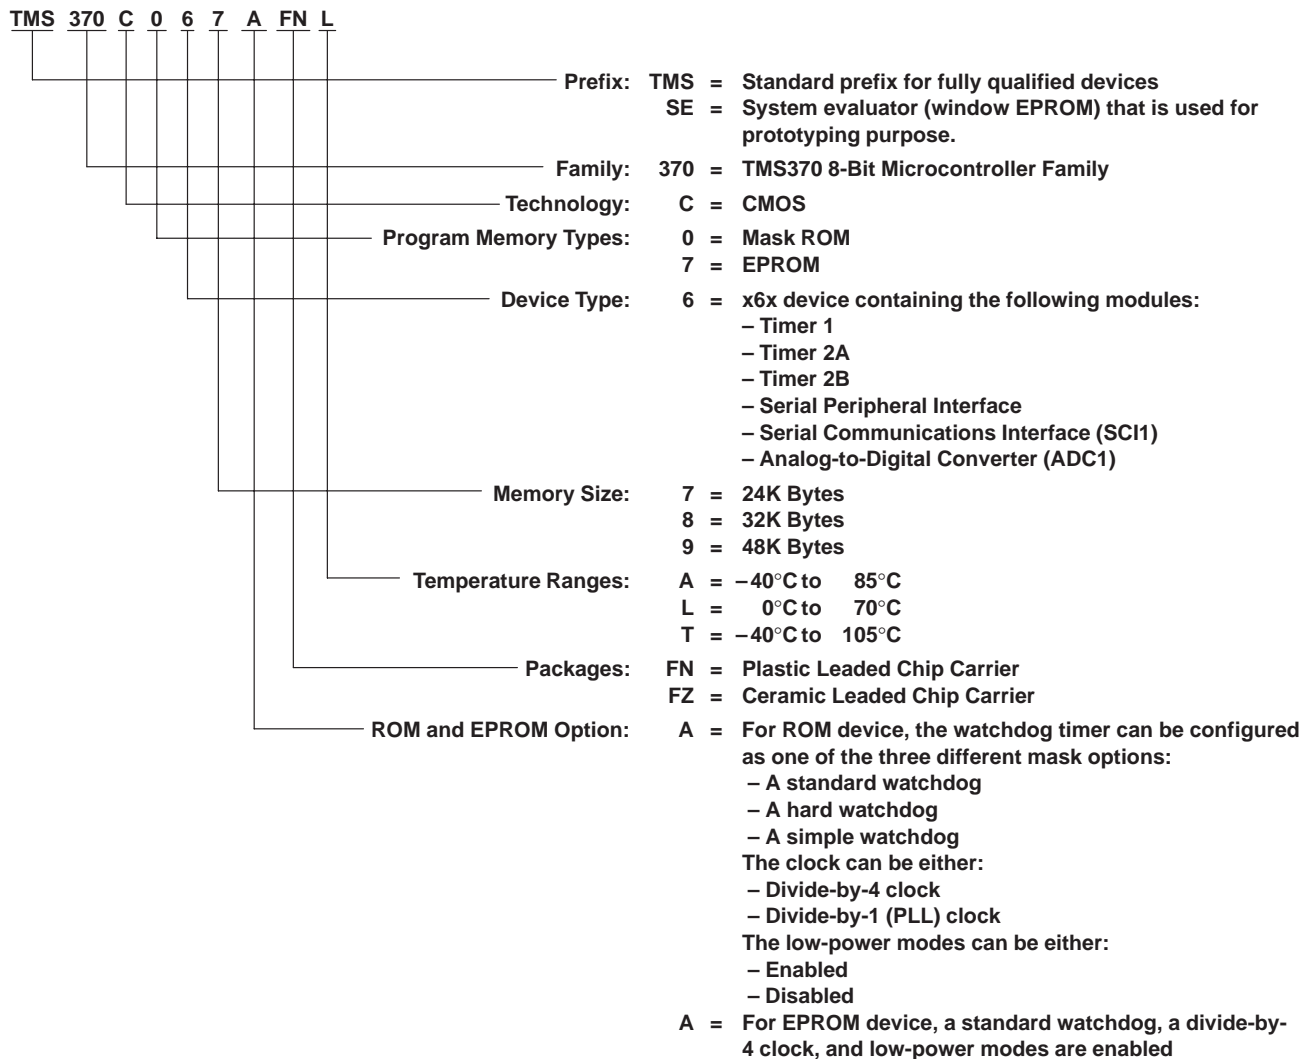 TMS 370 C 0 6 7 A FN L
Prefix: TMS = Standard prefix for fully qualified devices
SE = System evaluator (window EPROM) that is used for
prototyping purpose.
Family: 370 = TMS370 8-Bit Microcontroller Family
Technology: C = CMOS
Program Memory Types: 0 = Mask ROM
7 = EPROM
Device Type: 6 = x6x device containing the following modules:
– Timer 1
– Timer 2A
– Timer 2B
– Serial Peripheral Interface
– Serial Communications Interface (SCI1)
– Analog-to-Digital Converter (ADC1)
Memory Size: 7 = 24K Bytes
8 = 32K Bytes
9 = 48K Bytes
Temperature Ranges: A = –40°C to 85°C
L = 0°C to 70°C
T = –40°C to 105°C
Packages: FN = Plastic Leaded Chip Carrier
FZ = Ceramic Leaded Chip Carrier
ROM and EPROM Option: A = For ROM device, the watchdog timer can be configured
as one of the three different mask options:
– A standard watchdog
– A hard watchdog
– A simple watchdog
The clock can be either:
– Divide-by-4 clock
– Divide-by-1 (PLL) clock
The low-power modes can be either:
– Enabled
– Disabled
A = For EPROM device, a standard watchdog, a divide-by-
4 clock, and low-power modes are enabled